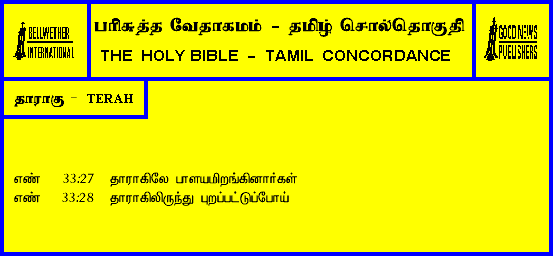 BELLWETHER
INTERNATIONAL
பரிசுத்த வேதாகமம் - தமிழ் சொல்தொகுதி
THE HOLY BIBLE - TAMIL CONCORDANCE
GOOD NEWS
PUBLISHERS
தாராகு - TERAH
எண் 33:27 தாராகிலே பாளயமிறங்கினார்கள்
எண் 33:28 தாராகிலிருந்து புறப்பட்டுப்போய்